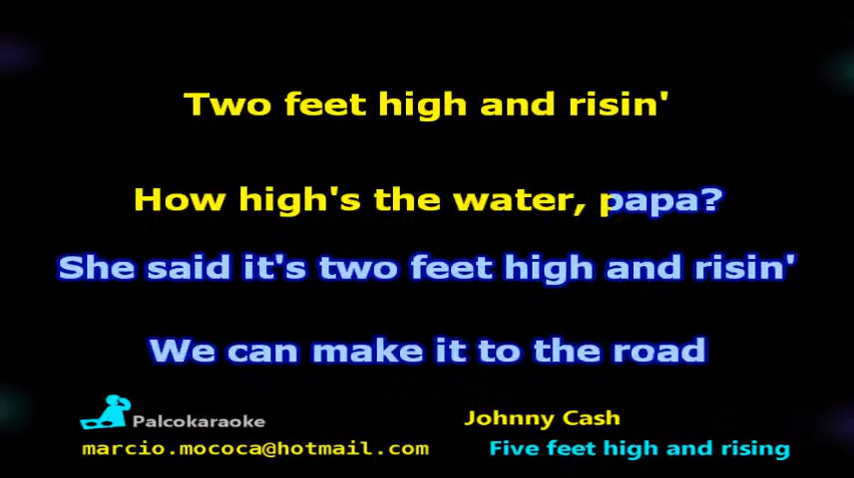 Two feet high and risin'
How high's the water, papa?
She said it's two feet high and risin'
We can make it to the road
Palcokaraoke
Johnny Cash
marcio.mococa@hotmail.com
Five feet high and rising